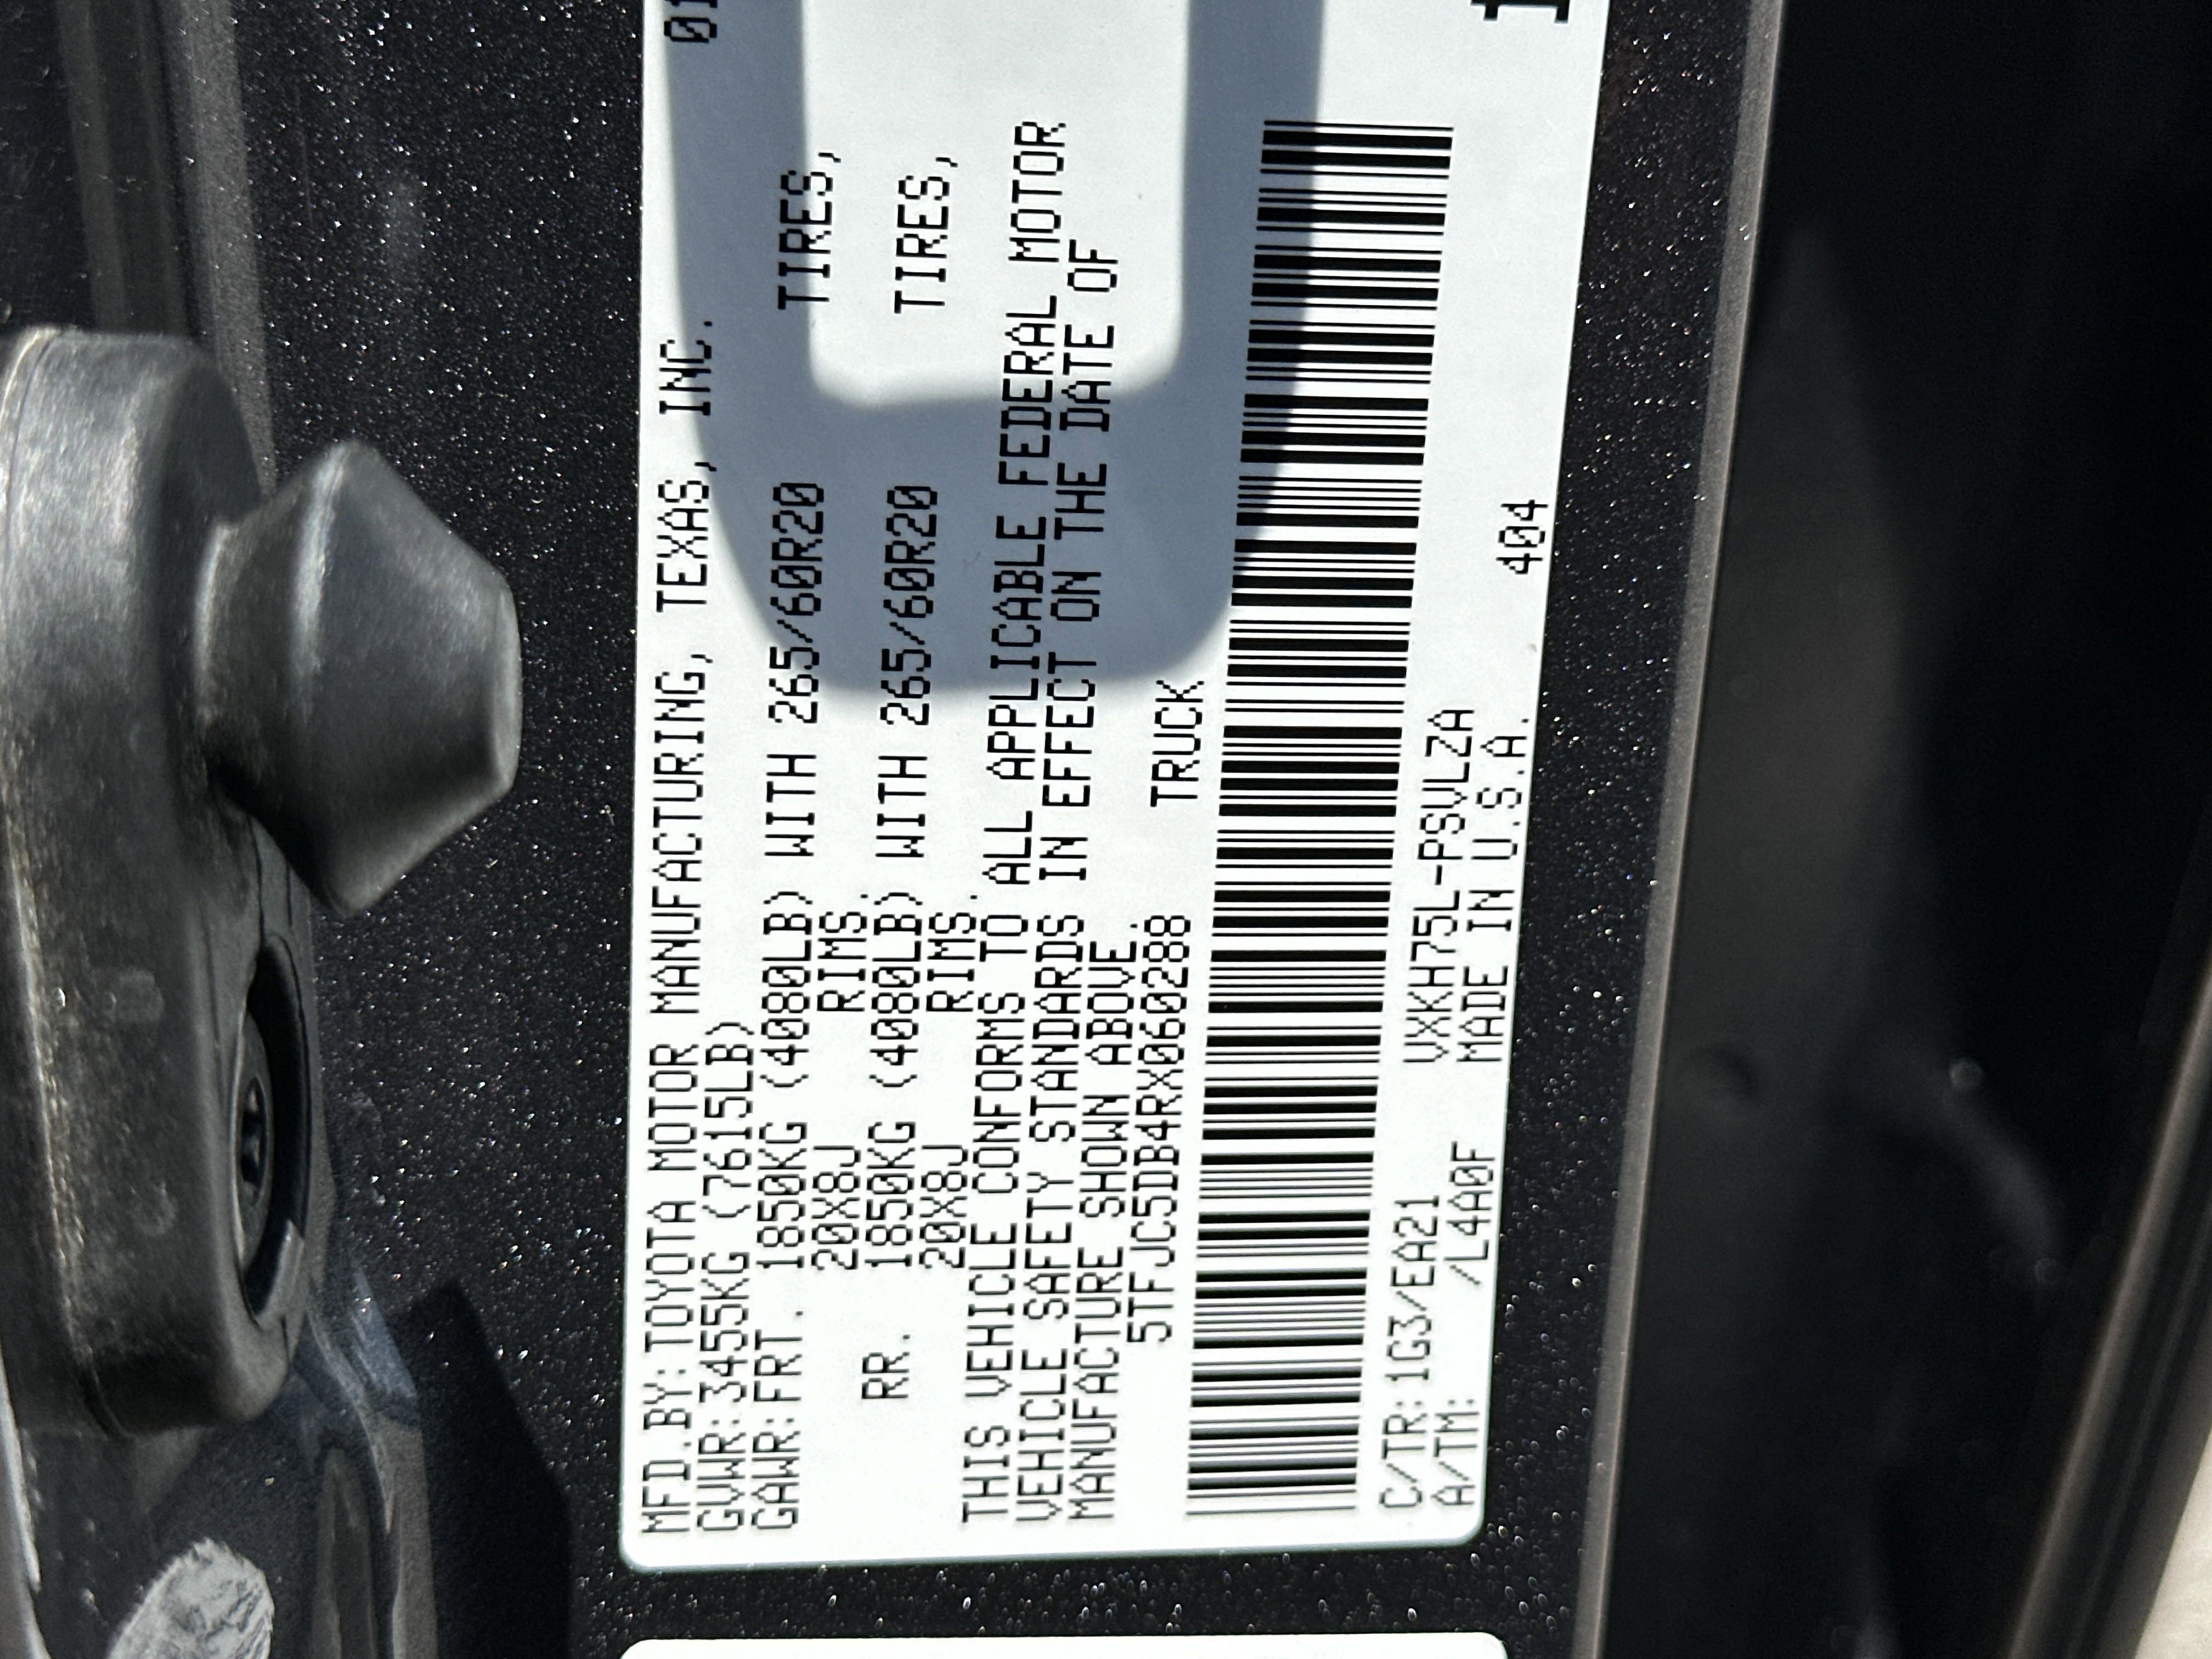 MFD.BY:TOYOTA MOTOR MANUFACTURING, TEXAS, INC. 01
GVWR:3455KG (7615LB)
GAWR:FRT. 1850KG (4080LB) WITH 265/60R20 TIRES,
20X8J RIMS,
RR. 1850KG (4080LB) WITH 265/60R20 TIRES,
20X8J RIMS.
THIS VEHICLE CONFORMS TO ALL APPLICABLE FEDERAL MOTOR
VEHICLE SAFETY STANDARDS IN EFFECT ON THE DATE OF
MANUFACTURE SHOWN ABOVE.
5TFJC5DB4RX060288 TRUCK
C/TR:1G3/EA21 VXKH75L-PSVLZA
A/TM: /L4A0F MADE IN U.S.A. 404